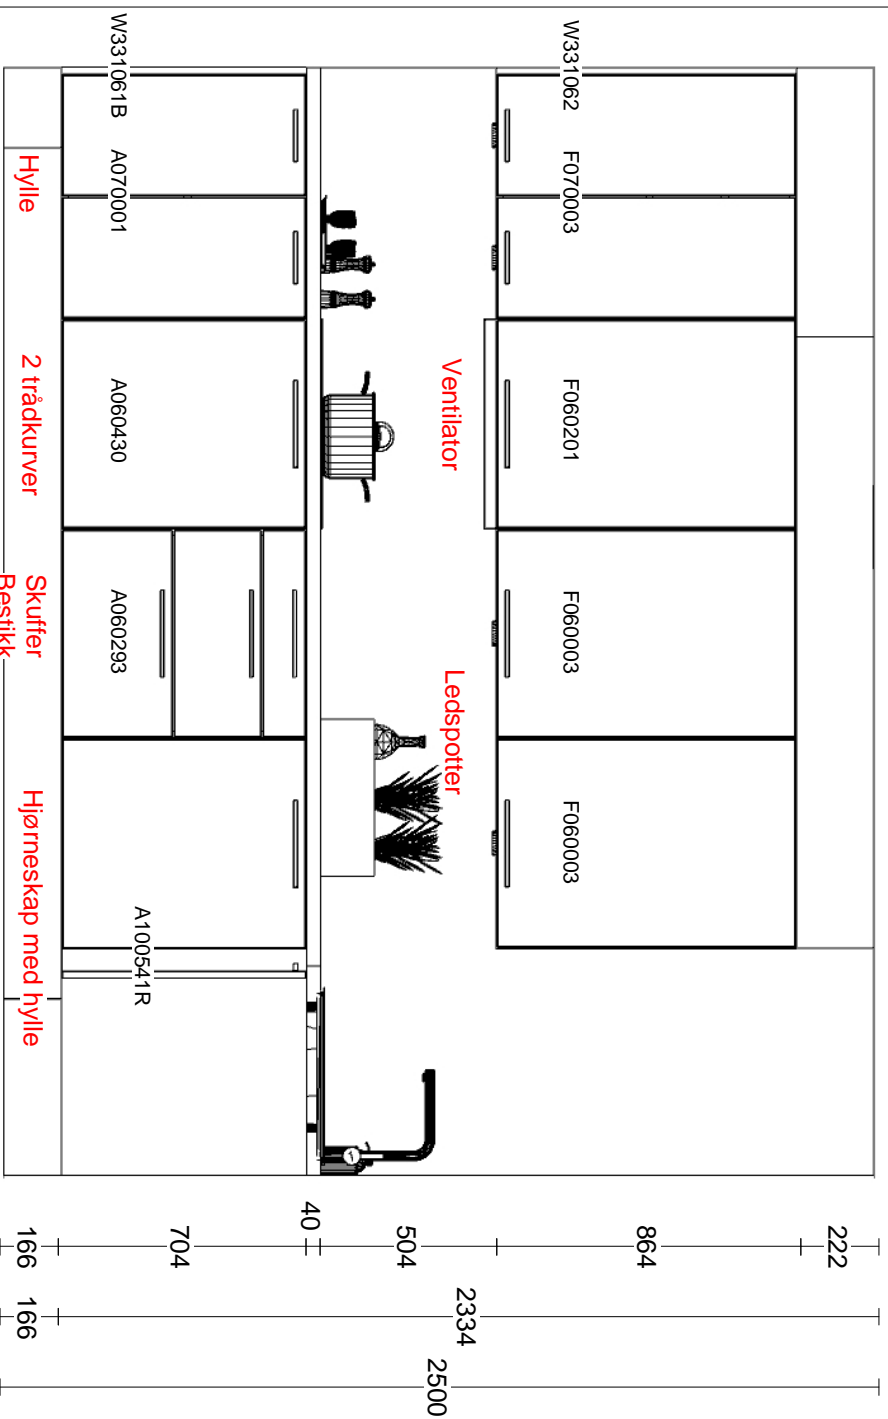 W331062
F070003
F060201
F060003
F060003
Ventilator
Ledspotter
W331061B
A070001
A060430
A060293
A100541R
Hylle
2 trådkurver
Skuffer
Bestikk
Hjørneskap med hylle
222
864
504
40
704
166
2334
166
2500